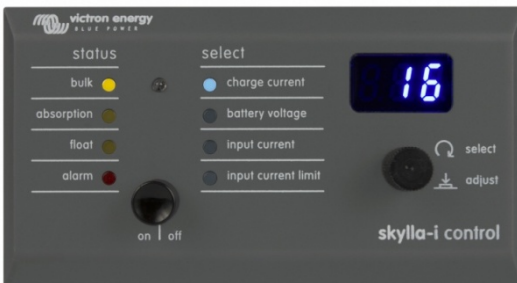 victron energy
BLUE POWER
status
select
bulk
charge current
16
absorption
battery voltage
float
input current
select
alarm
input current limit
adjust
on | off
skylla-i control